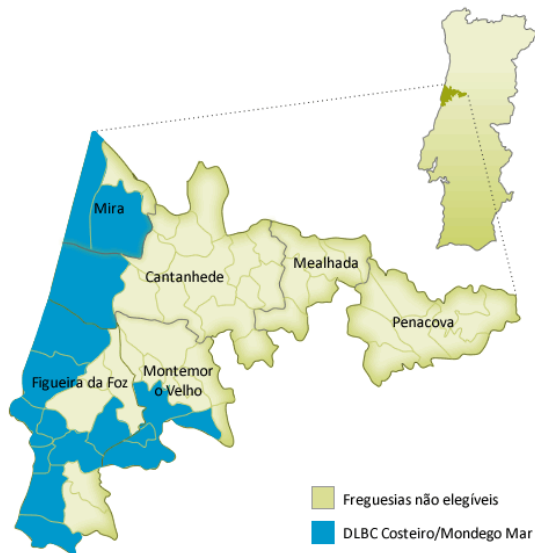 Mira
Mealhada
Cantanhede
Penacova
Montemor
o Velho
Figueira da Foz
Freguesias não elegíveis
DLBC Costeiro/Mondego Mar